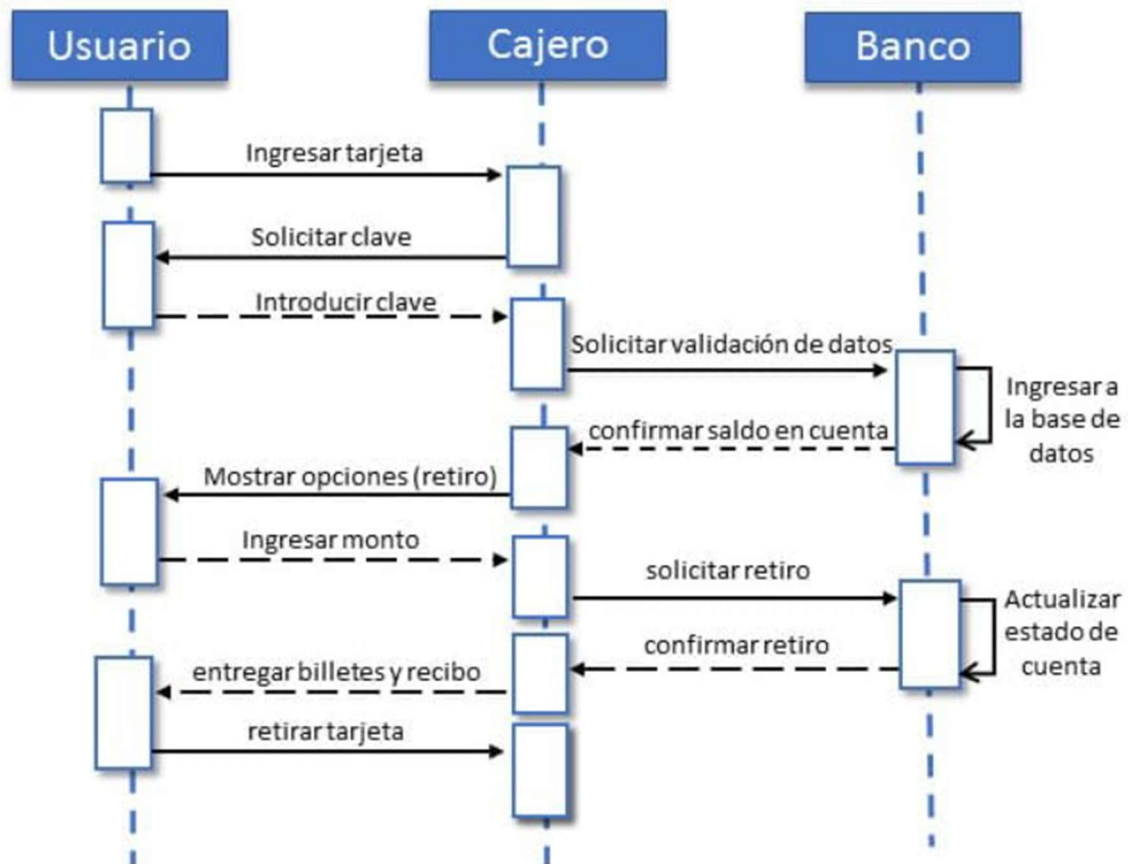 Usuario
Cajero
Banco
Ingresar tarjeta
Solicitar clave
Introducir clave
Solicitar validación de datos
Ingresar a
la base de
datos
confirmar saldo en cuenta
Mostrar opciones (retiro)
Ingresar monto
solicitar retiro
Actualizar
estado de
cuenta
confirmar retiro
entregar billetes y recibo
retirar tarjeta